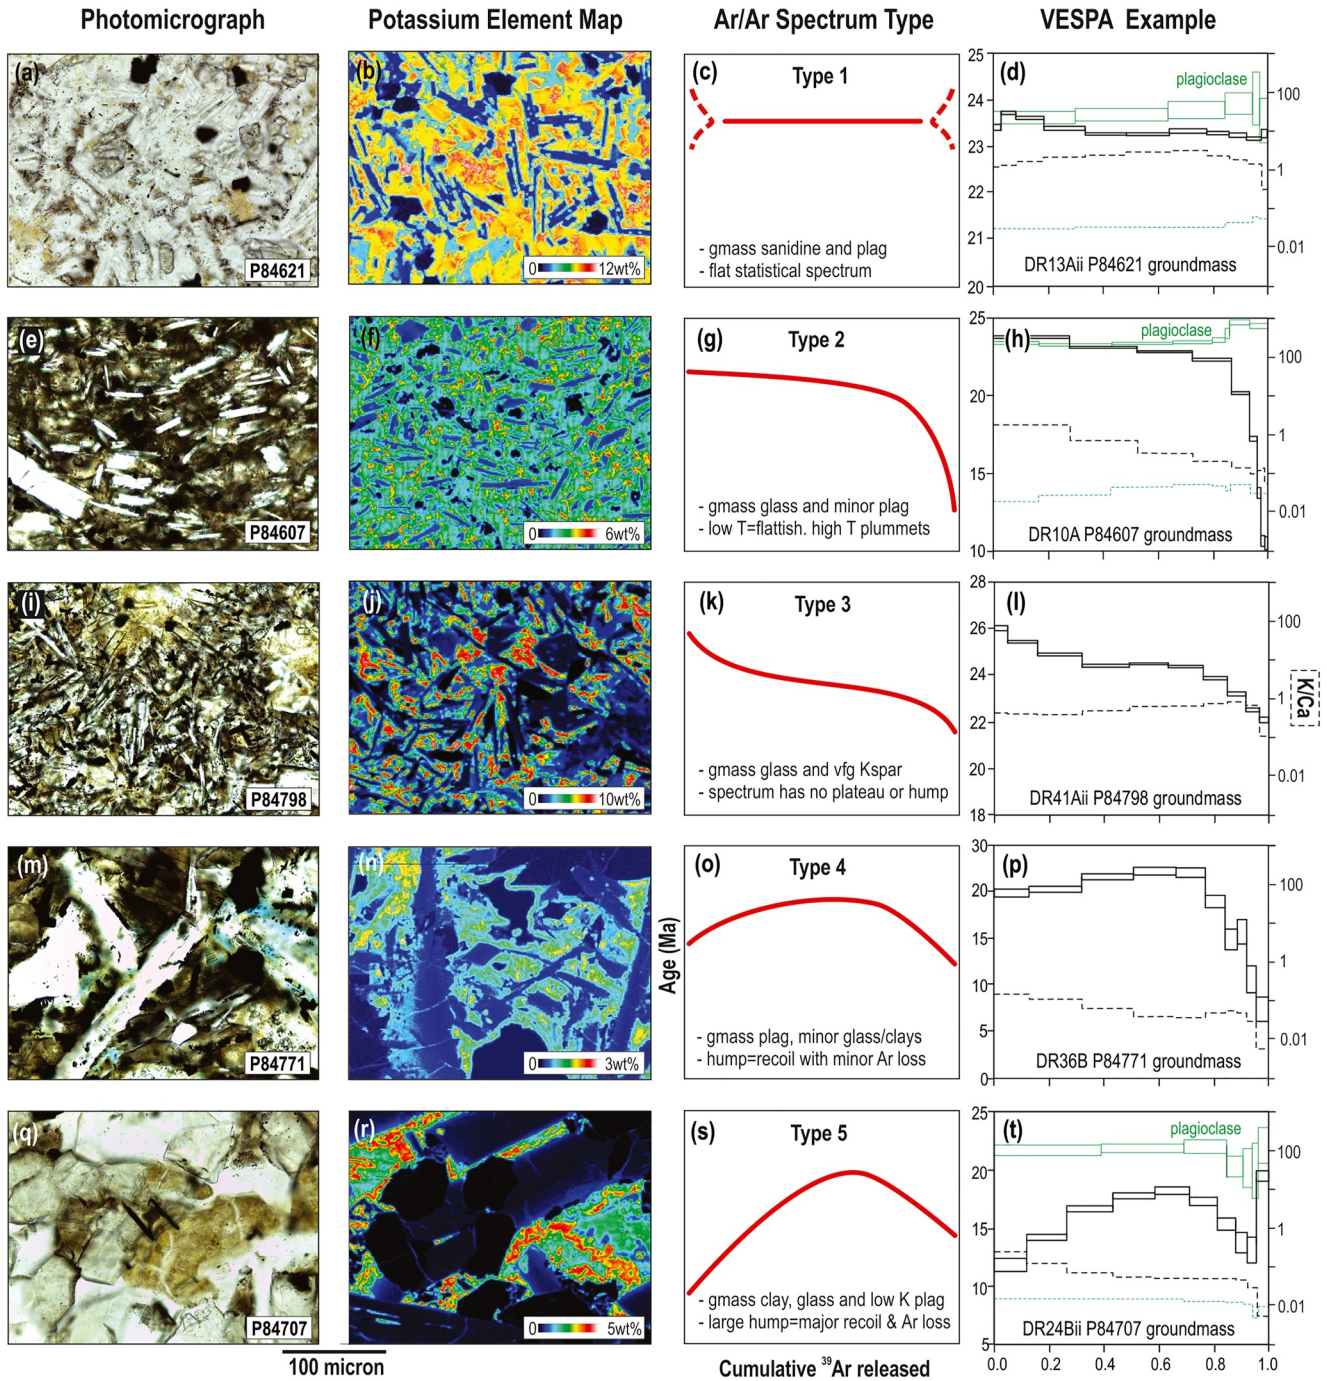 Photomicrograph Potassium Element Map Ar/Ar Spectrum Type VESPA Example
(a)
P84621
(b)
0 12wt%
(c) Type 1
- gmass sanidine and plag
- flat statistical spectrum
(d)
plagioclase
DR13Aii P84621 groundmass
25
24
23
22
21
20
100
1
0.01
(e)
P84607
(f)
0 6wt%
(g) Type 2
- gmass glass and minor plag
- low T=flattish. high T plummets
(h)
plagioclase
DR10A P84607 groundmass
25
20
15
10
100
1
0.01
(i)
P84798
(j)
0 10wt%
(k) Type 3
- gmass glass and vfg Kspar
- spectrum has no plateau or hump
(l)
DR41Aii P84798 groundmass
28
26
24
22
20
18
100
1
0.01
K/Ca
(m)
P84771
(n)
0 3wt%
(o) Type 4
- gmass plag, minor glass/clays
- hump=recoil with minor Ar loss
Age (Ma)
(p)
DR36B P84771 groundmass
30
20
15
10
5
0
100
1
0.01
(q)
P84707
(r)
0 5wt%
(s) Type 5
- gmass clay, glass and low K plag
- large hump=major recoil & Ar loss
(t)
plagioclase
DR24Bii P84707 groundmass
25
20
15
10
5
100
1
0.01
0.0 0.2 0.4 0.6 0.8 1.0
100 micron
Cumulative ³⁹Ar released